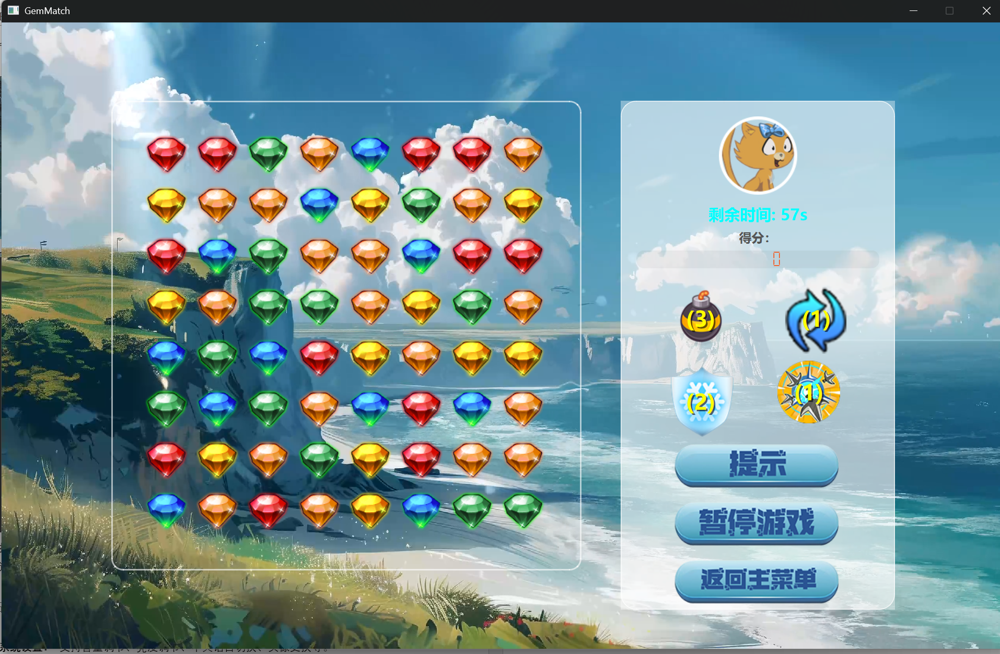 GemMatch
剩余时间: 57s
得分:
0
(3)
(1)
(2)
(1)
提示
暂停游戏
返回主菜单